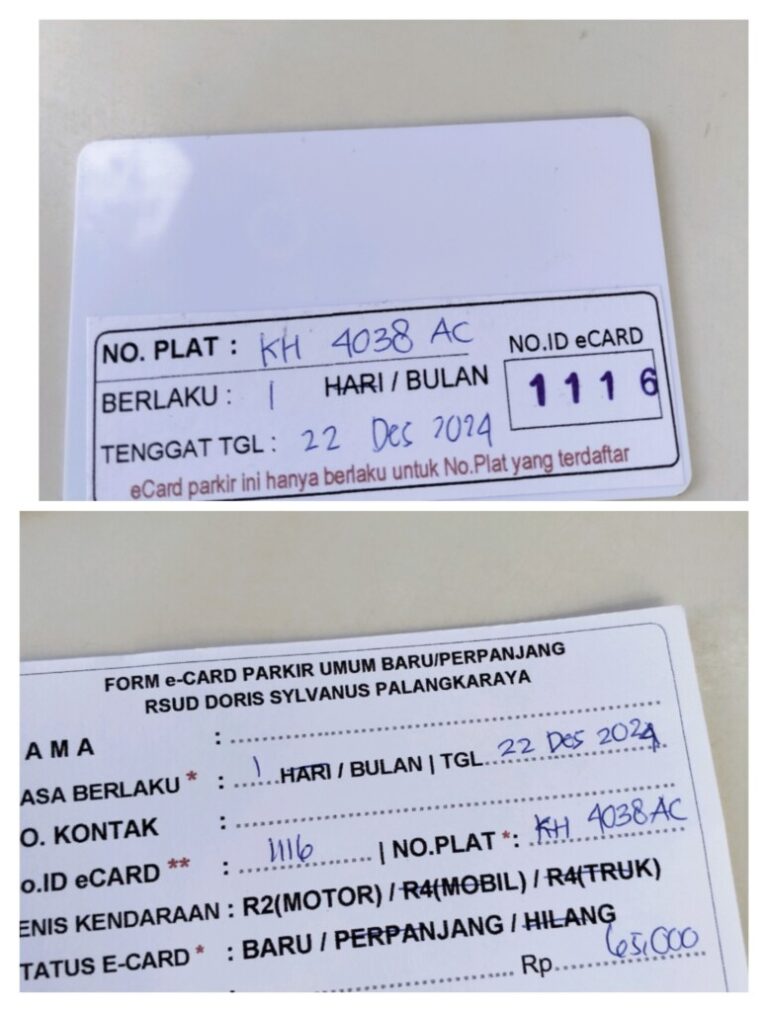 NO. PLAT : KH 4038 AC
NO.ID eCARD
BERLAKU : 1 HARI / BULAN
1116
TENGGAT TGL : 22 Des 2024
eCard parkir ini hanya berlaku untuk No.Plat yang terdaftar
FORM e-CARD PARKIR UMUM BARU/PERPANJANG
RSUD DORIS SYLVANUS PALANGKARAYA
AMA :
ASA BERLAKU * : 1 HARI / BULAN | TGL 22 Des 2024
O. KONTAK :
o.ID eCARD ** : 1116 | NO.PLAT *: KH 4038 AC
ENIS KENDARAAN : R2(MOTOR) / R4(MOBIL) / R4(TRUK)
TATUS E-CARD * : BARU / PERPANJANG / HILANG
Rp 65,000